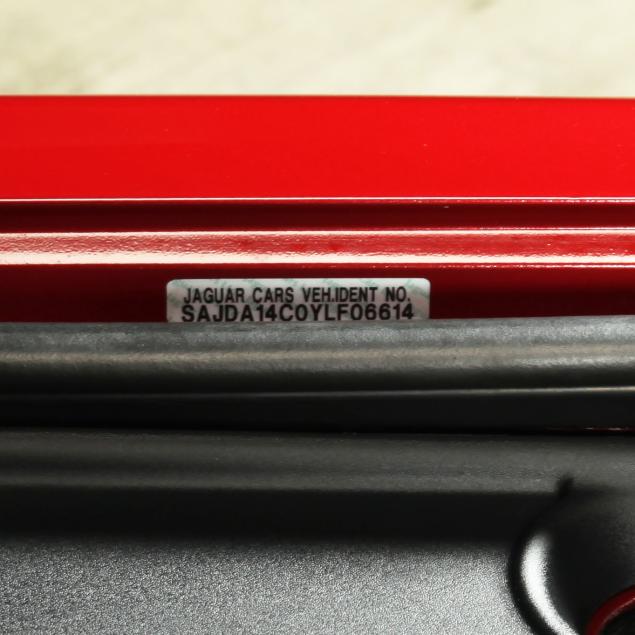 JAGUAR CARS VEH.IDENT NO.
SAJDA14C0YLF06614